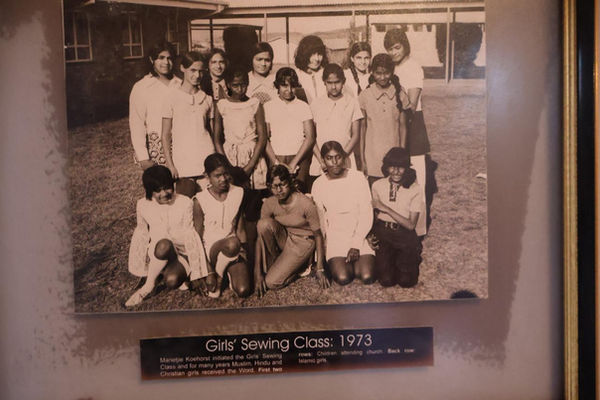 Girls' Sewing Class: 1973
Marietjie Koehorst initiated the Girls' Sewing
Class and for many years Muslim, Hindu and
Christian girls received the Word. First two
rows: Children attending church. Back row:
Islamic girls.